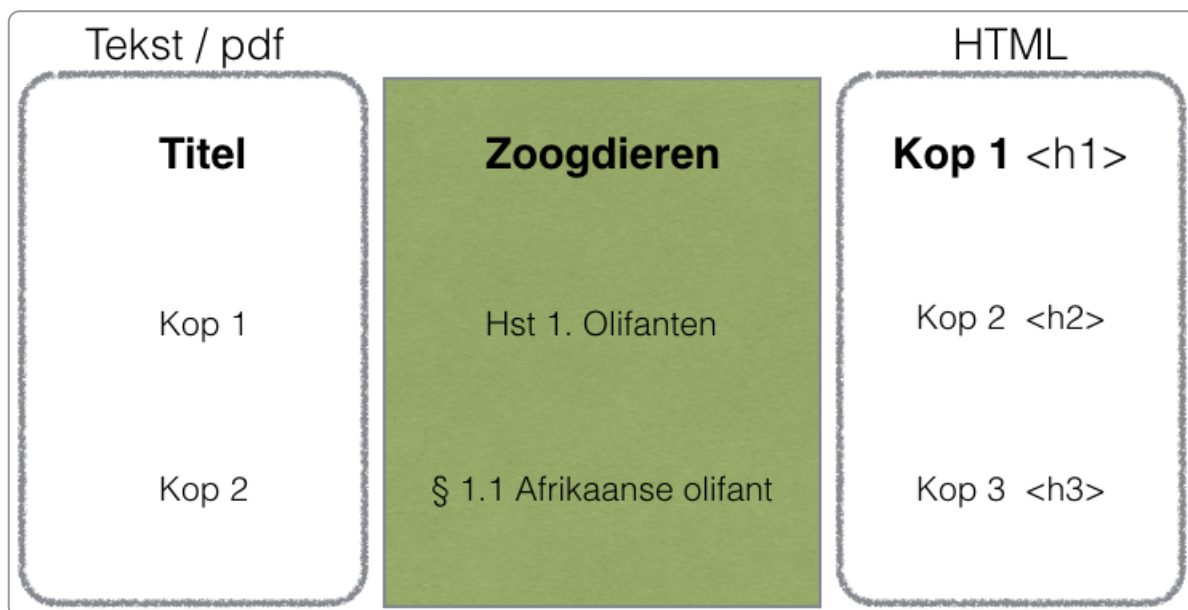 Tekst / pdf
HTML
Titel
Zoogdieren
Kop 1 <h1>
Kop 1
Hst 1. Olifanten
Kop 2 <h2>
Kop 2
§ 1.1 Afrikaanse olifant
Kop 3 <h3>